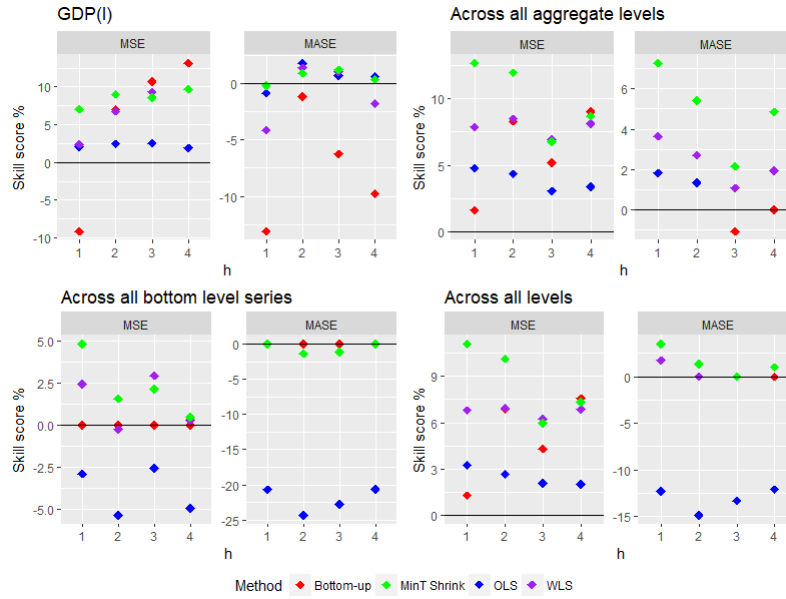 GDP(I)
Across all aggregate levels
MSE
MASE
MSE
MASE
Skill score %
10
5
0
-5
-10
0
-5
-10
Skill score %
10
5
0
6
4
2
0
1 2 3 4
1 2 3 4
1 2 3 4
1 2 3 4
h
h
Across all bottom level series
Across all levels
MSE
MASE
MSE
MASE
Skill score %
5.0
2.5
0.0
-2.5
-5.0
0
-5
-10
-15
-20
-25
Skill score %
9
6
3
0
0
-5
-10
-15
1 2 3 4
1 2 3 4
1 2 3 4
1 2 3 4
h
h
Method Bottom-up MinT Shrink OLS WLS